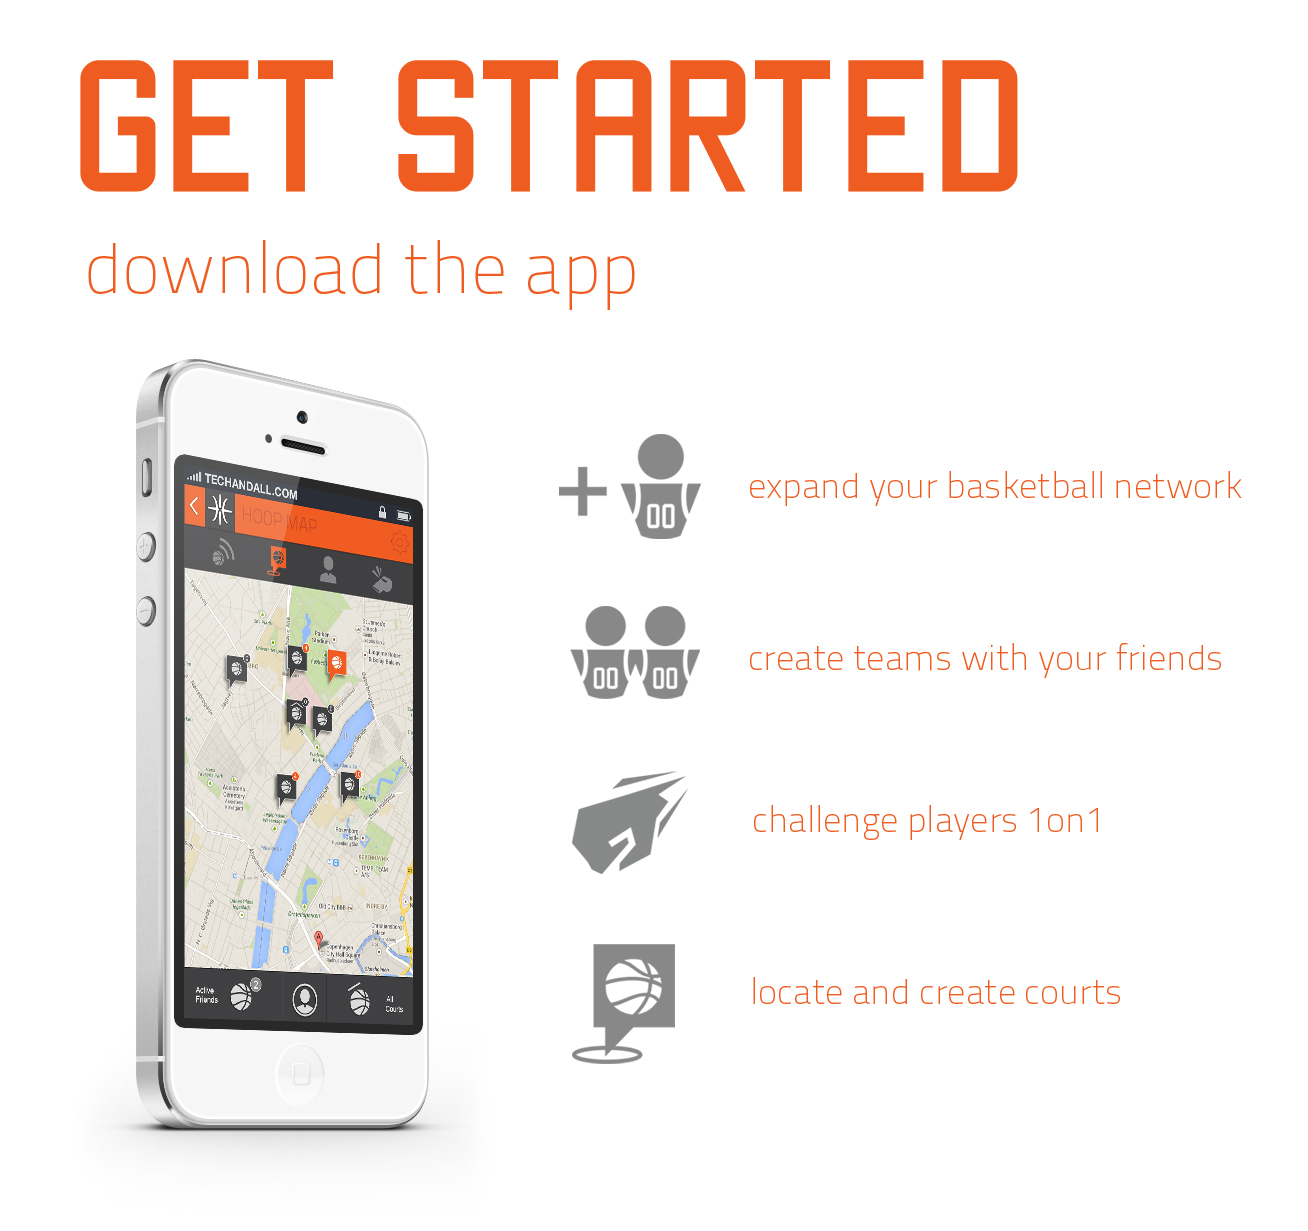 GET STARTED
download the app
TECHANDALL.COM
HOOP MAP
Active
Friends
2
All
Courts
00
expand your basketball network
00 00
create teams with your friends
challenge players 1on1
locate and create courts